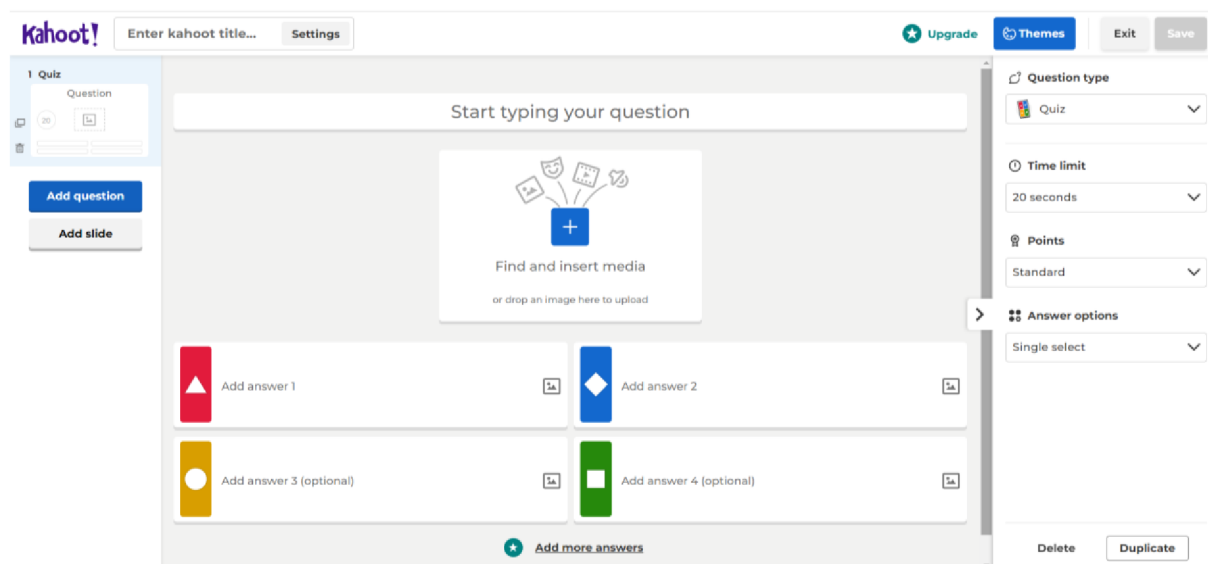 Kahoot!
Enter kahoot title...
Settings
Upgrade
Themes
Exit
Save
1 Quiz
Question
20
Add question
Add slide
Start typing your question
Find and insert media
or drop an image here to upload
Add answer 1
Add answer 2
Add answer 3 (optional)
Add answer 4 (optional)
Add more answers
Question type
Quiz
Time limit
20 seconds
Points
Standard
Answer options
Single select
Delete
Duplicate